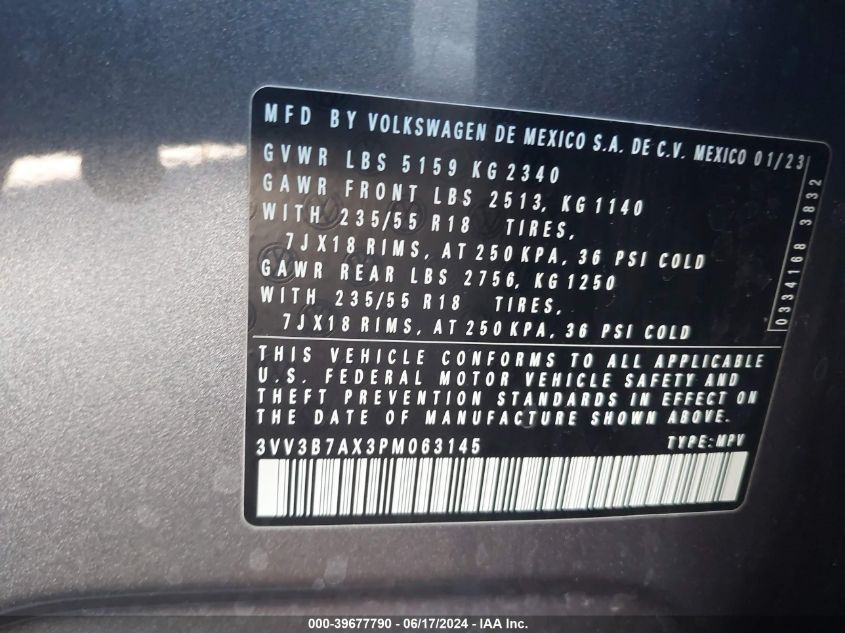 MFD BY VOLKSWAGEN DE MEXICO S.A. DE C.V. MEXICO 01/23
GVWR LBS 5159 KG 2340
GAWR FRONT LBS 2513, KG 1140
WITH 235/55 R18 TIRES,
7JX18 RIMS, AT 250 KPA, 36 PSI COLD
GAWR REAR LBS 2756, KG 1250
WITH 235/55 R18 TIRES,
7JX18 RIMS, AT 250 KPA, 36 PSI COLD
0334168 3832
THIS VEHICLE CONFORMS TO ALL APPLICABLE
U.S. FEDERAL MOTOR VEHICLE SAFETY AND
THEFT PREVENTION STANDARDS IN EFFECT ON
THE DATE OF MANUFACTURE SHOWN ABOVE.
3VV3B7AX3PM063145 TYPE:MPV
000-39677790 - 06/17/2024 - IAA Inc.